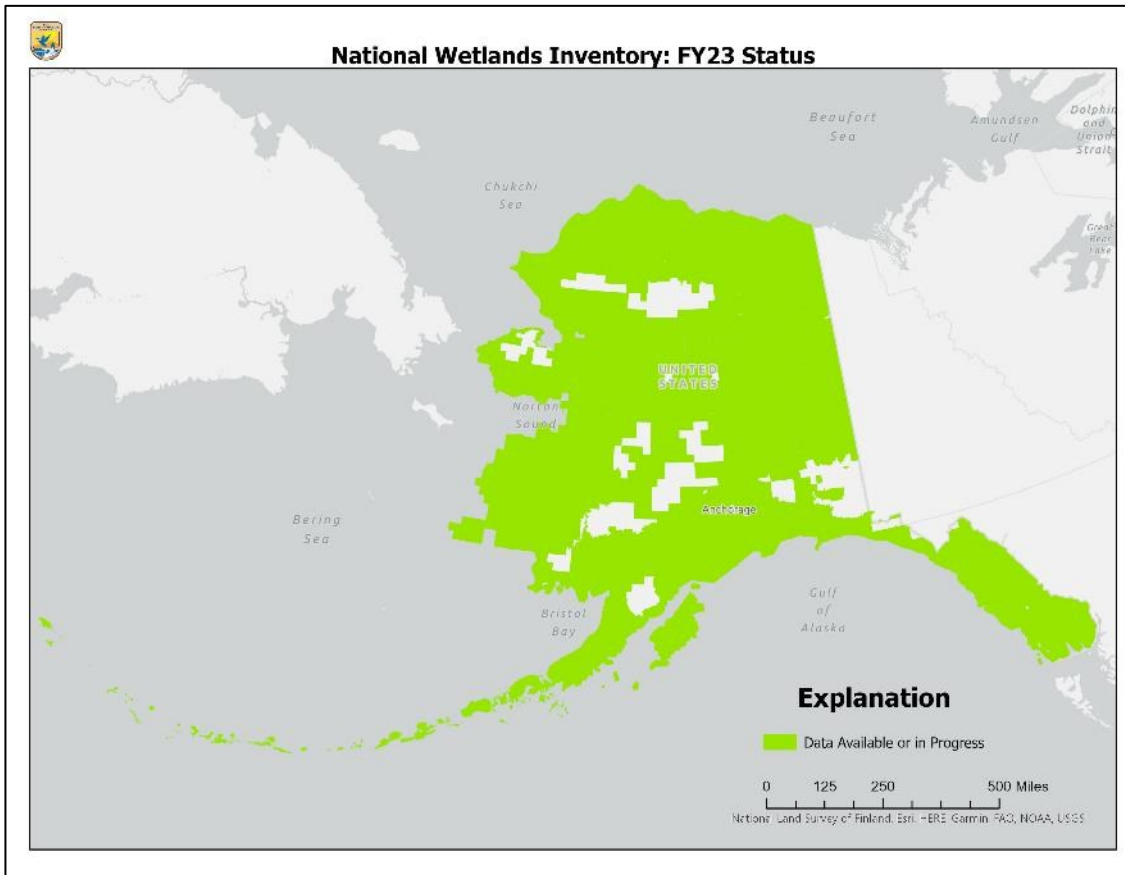 National Wetlands Inventory: FY23 Status
Beaufort
Sea
Amundsen
Gulf
Dolphin
and
Union
Strait
Chukchi
Sea
Great
Bear
Lake
UNITED
STATES
Norton
Sound
Anchorage
Bering
Sea
Bristol
Bay
Gulf
of
Alaska
Explanation
Data Available or in Progress
0 125 250 500 Miles
National Land Survey of Finland, Esri, HERE, Garmin, FAO, NOAA, USGS